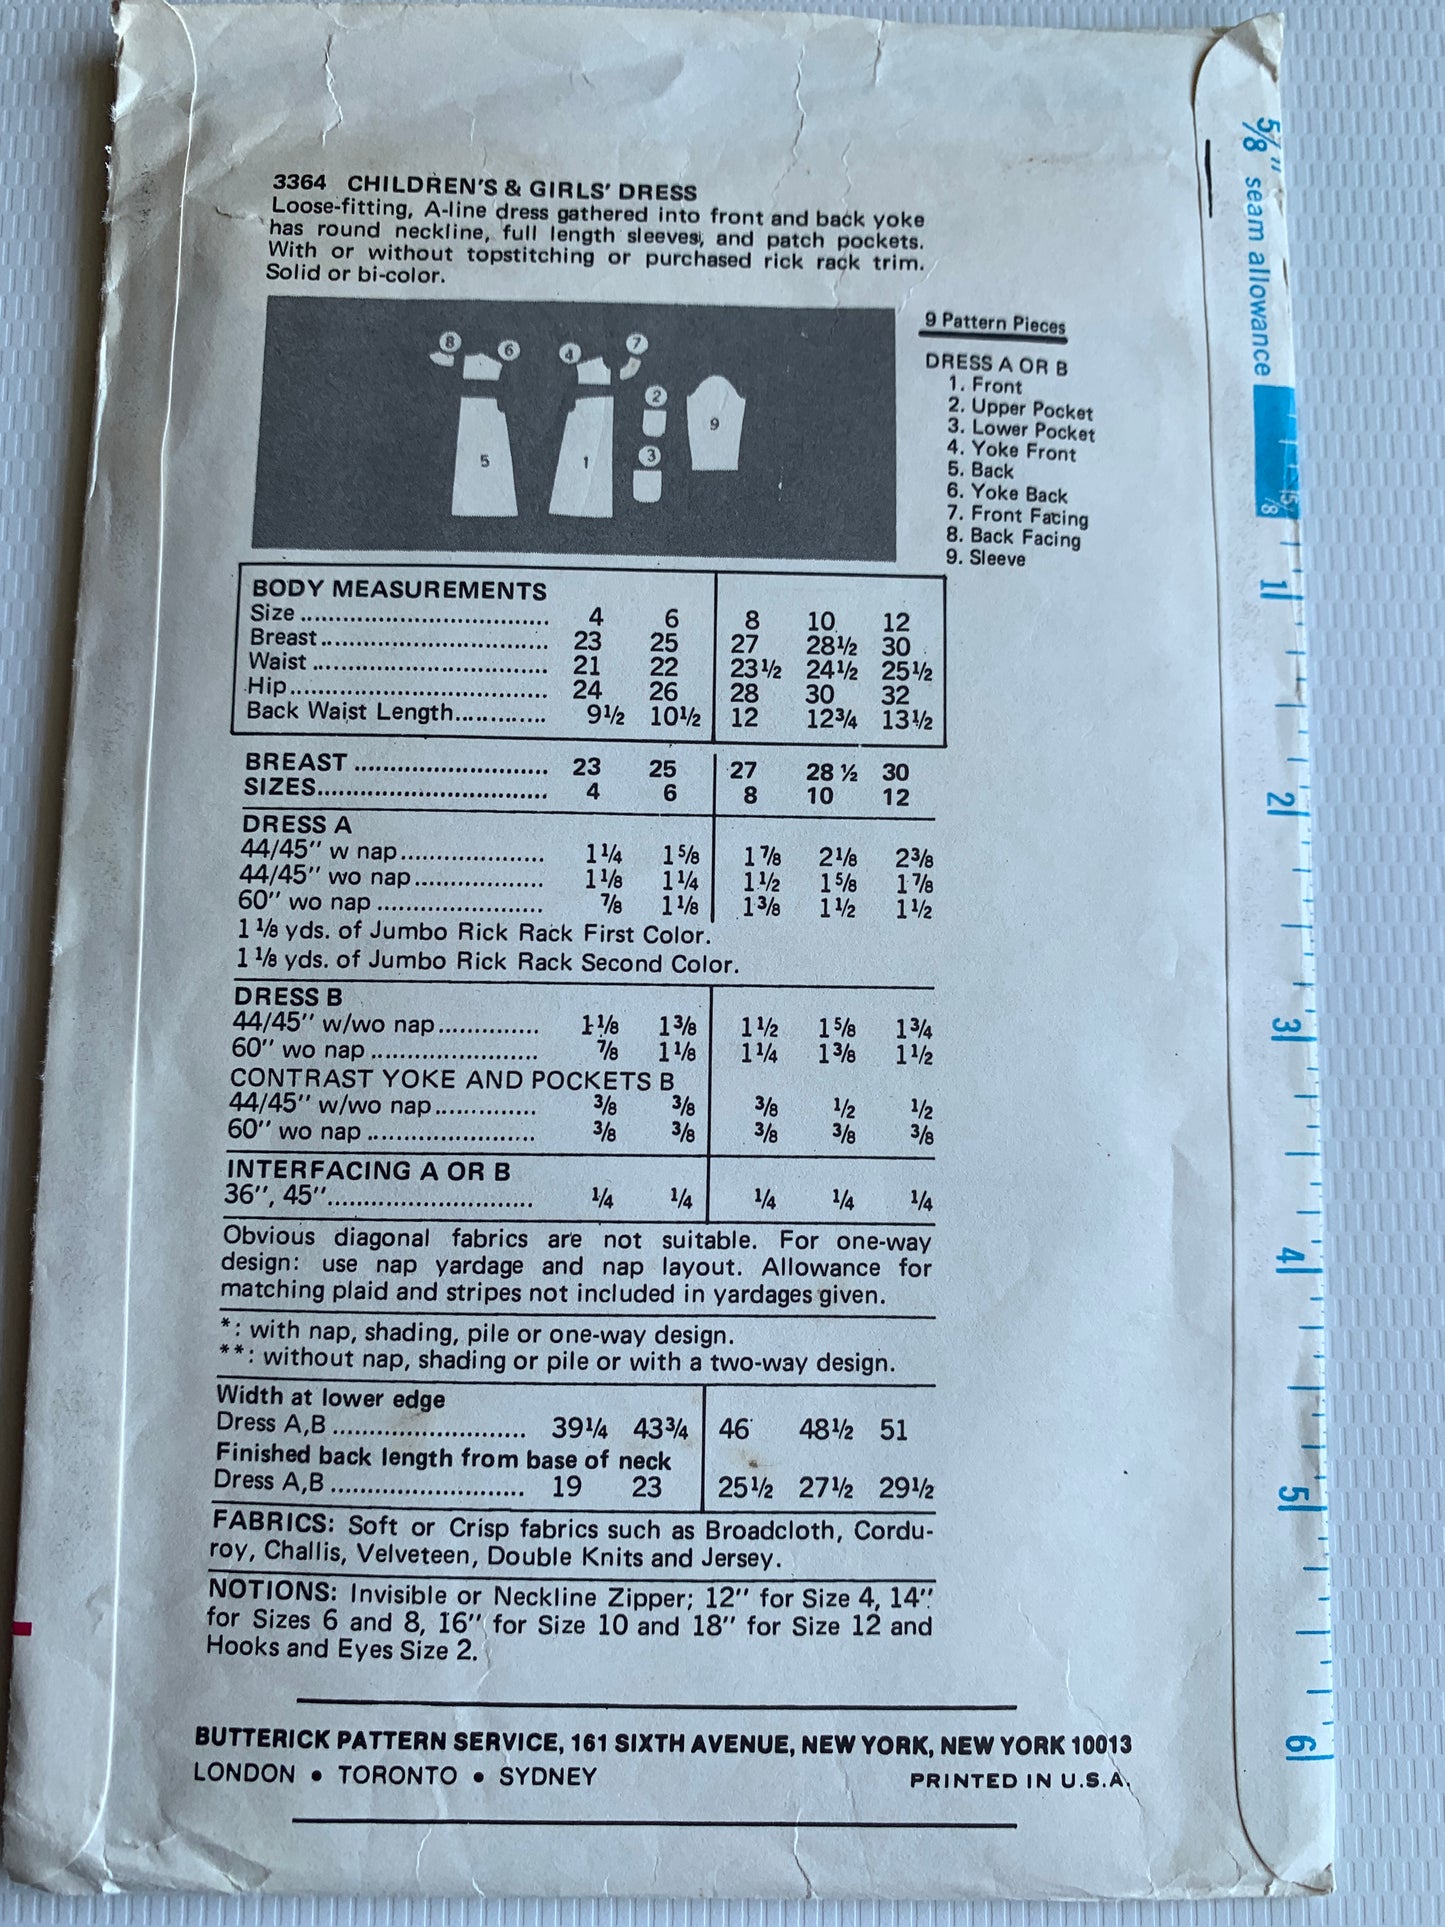 3364 CHILDREN'S & GIRLS' DRESS
Loose-fitting, A-line dress gathered into front and back yoke
has round neckline, full length sleeves, and patch pockets.
With or without topstitching or purchased rick rack trim.
Solid or bi-color.
8 6 4 7
2
9
5 1 3
9 Pattern Pieces
DRESS A OR B
1. Front
2. Upper Pocket
3. Lower Pocket
4. Yoke Front
5. Back
6. Yoke Back
7. Front Facing
8. Back Facing
9. Sleeve
BODY MEASUREMENTS
Size .................................. 4 6 8 10 12
Breast ............................... 23 25 27 28½ 30
Waist ................................ 21 22 23½ 24½ 25½
Hip ................................... 24 26 28 30 32
Back Waist Length ............. 9½ 10½ 12 12¾ 13½
BREAST ........................... 23 25 27 28 ½ 30
SIZES ................................ 4 6 8 10 12
DRESS A
44/45" w nap .................... 1¼ 1⅝ 1⅞ 2⅛ 2⅜
44/45" wo nap .................. 1⅛ 1¼ 1½ 1⅝ 1⅞
60" wo nap ....................... ⅞ 1⅛ 1⅜ 1½ 1½
1⅛ yds. of Jumbo Rick Rack First Color.
1⅛ yds. of Jumbo Rick Rack Second Color.
DRESS B
44/45" w/wo nap .............. 1⅛ 1⅜ 1½ 1⅝ 1¾
60" wo nap ....................... ⅞ 1⅛ 1¼ 1⅜ 1½
CONTRAST YOKE AND POCKETS B
44/45" w/wo nap .............. ⅜ ⅜ ⅜ ½ ½
60" wo nap ....................... ⅜ ⅜ ⅜ ⅜ ⅜
INTERFACING A OR B
36", 45" ............................ ¼ ¼ ¼ ¼ ¼
Obvious diagonal fabrics are not suitable. For one-way
design: use nap yardage and nap layout. Allowance for
matching plaid and stripes not included in yardages given.
*: with nap, shading, pile or one-way design.
**: without nap, shading or pile or with a two-way design.
Width at lower edge
Dress A,B .......................... 39¼ 43¾ 46 48½ 51
Finished back length from base of neck
Dress A,B .......................... 19 23 25½ 27½ 29½
FABRICS: Soft or Crisp fabrics such as Broadcloth, Cordu-
roy, Challis, Velveteen, Double Knits and Jersey.
NOTIONS: Invisible or Neckline Zipper; 12" for Size 4, 14"
for Sizes 6 and 8, 16" for Size 10 and 18" for Size 12 and
Hooks and Eyes Size 2.
BUTTERICK PATTERN SERVICE, 161 SIXTH AVENUE, NEW YORK, NEW YORK 10013
LONDON • TORONTO • SYDNEY PRINTED IN U.S.A.
5/8" seam allowance
5/8
1
2
3
4
5
6